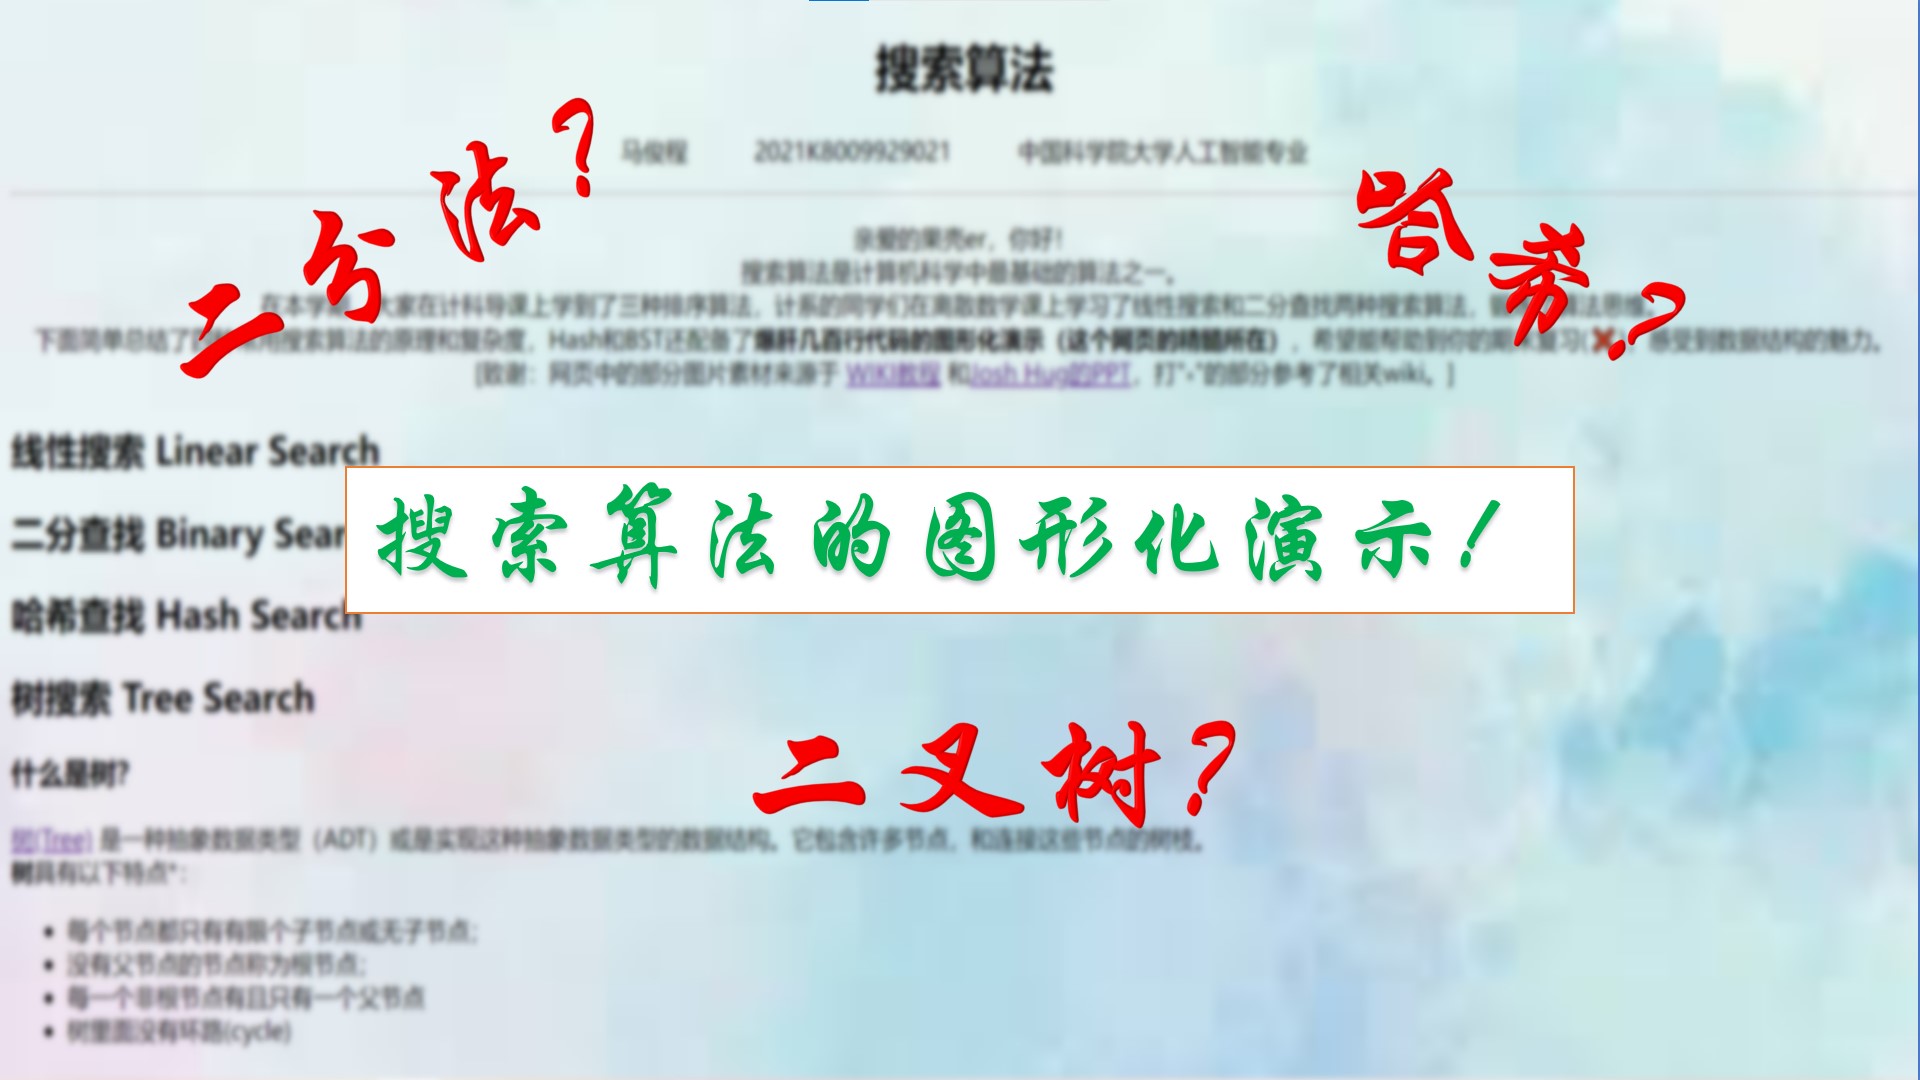 搜索算法
二分法?
马俊程 2021K8009929021 中国科学院大学人工智能专业
哈希?
亲爱的果壳er，你好！
搜索算法是计算机科学中最基础的算法之一。
在本学 大家在计科导课上学到了三种排序算法，计系的同学们在离散数学课上学习了线性搜索和二分查找两种搜索算法， 算法思维。
下面简单总结了 用搜索算法的原理和复杂度，Hash和BST还配备了爆肝几百行代码的图形化演示（这个网页的精髓所在），希望能帮助到你的期末复习(❌) 感受到数据结构的魅力。
[致谢：网页中的部分图片素材来源于 WIKI教程 和Josh Hug的PPT，打"*"的部分参考了相关wiki。]
线性搜索 Linear Search
二分查找 Binary Sear
搜索算法的图形化演示！
哈希查找 Hash Search
树搜索 Tree Search
二叉树?
什么是树?
树(Tree) 是一种抽象数据类型（ADT）或是实现这种抽象数据类型的数据结构。它包含许多节点，和连接这些节点的树枝。
树具有以下特点*：
• 每个节点都只有有限个子节点或无子节点；
• 没有父节点的节点称为根节点；
• 每一个非根节点有且只有一个父节点
• 树里面没有环路(cycle)